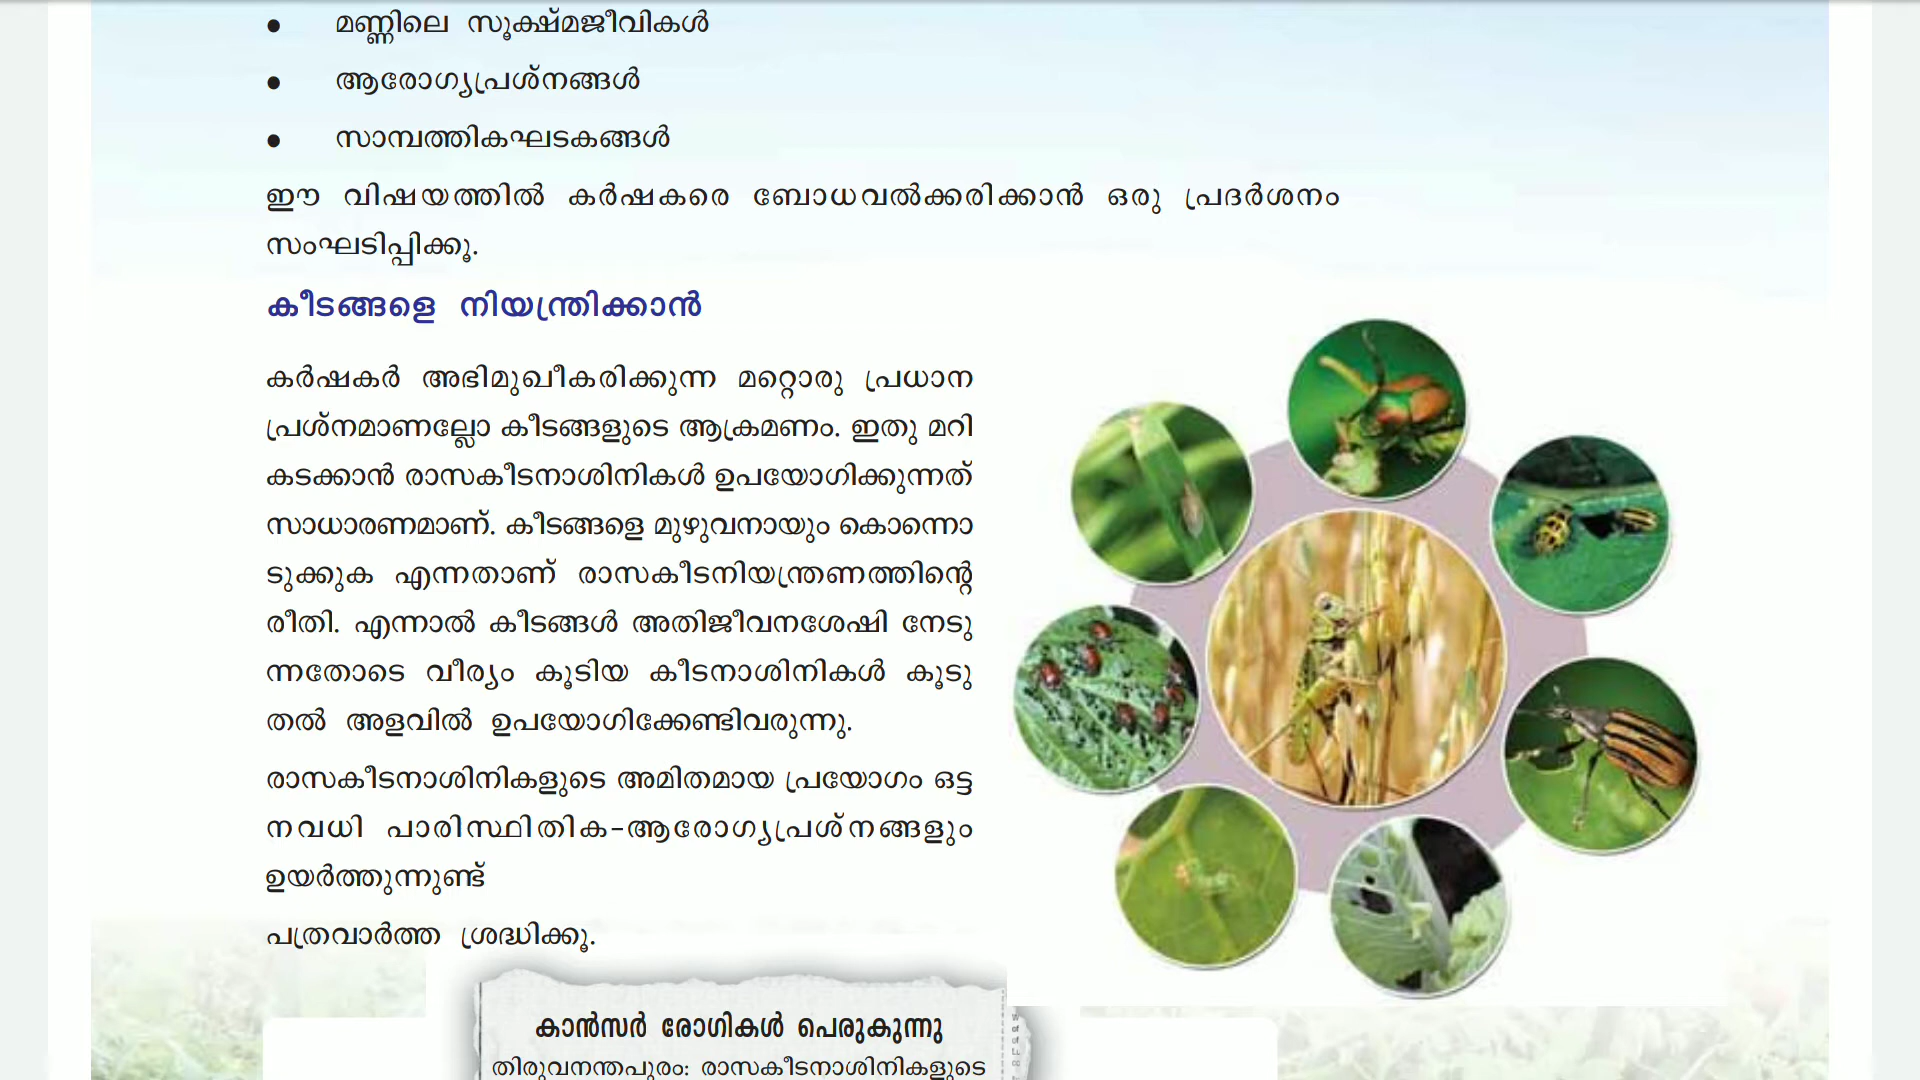 ● മണ്ണിലെ സൂക്ഷ്മജീവികൾ
● ആരോഗ്യപ്രശ്നങ്ങൾ
● സാമ്പത്തികഘടകങ്ങൾ
ഈ വിഷയത്തിൽ കർഷകരെ ബോധവൽക്കരിക്കാൻ ഒരു പ്രദർശനം
സംഘടിപ്പിക്കൂ.
കീടങ്ങളെ നിയന്ത്രിക്കാൻ
കർഷകർ അഭിമുഖീകരിക്കുന്ന മറ്റൊരു പ്രധാന
പ്രശ്നമാണല്ലോ കീടങ്ങളുടെ ആക്രമണം. ഇതു മറി
കടക്കാൻ രാസകീടനാശിനികൾ ഉപയോഗിക്കുന്നത്
സാധാരണമാണ്. കീടങ്ങളെ മുഴുവനായും കൊന്നൊ
ടുക്കുക എന്നതാണ് രാസകീടനിയന്ത്രണത്തിന്റെ
രീതി. എന്നാൽ കീടങ്ങൾ അതിജീവനശേഷി നേടു
ന്നതോടെ വീര്യം കൂടിയ കീടനാശിനികൾ കൂടു
തൽ അളവിൽ ഉപയോഗിക്കേണ്ടിവരുന്നു.
രാസകീടനാശിനികളുടെ അമിതമായ പ്രയോഗം ഒട്ട
നവധി പാരിസ്ഥിതിക-ആരോഗ്യപ്രശ്നങ്ങളും
ഉയർത്തുന്നുണ്ട്
പത്രവാർത്ത ശ്രദ്ധിക്കൂ.
കാൻസർ രോഗികൾ പെരുകുന്നു
തിരുവനന്തപുരം: രാസകീടനാശിനികളുടെ